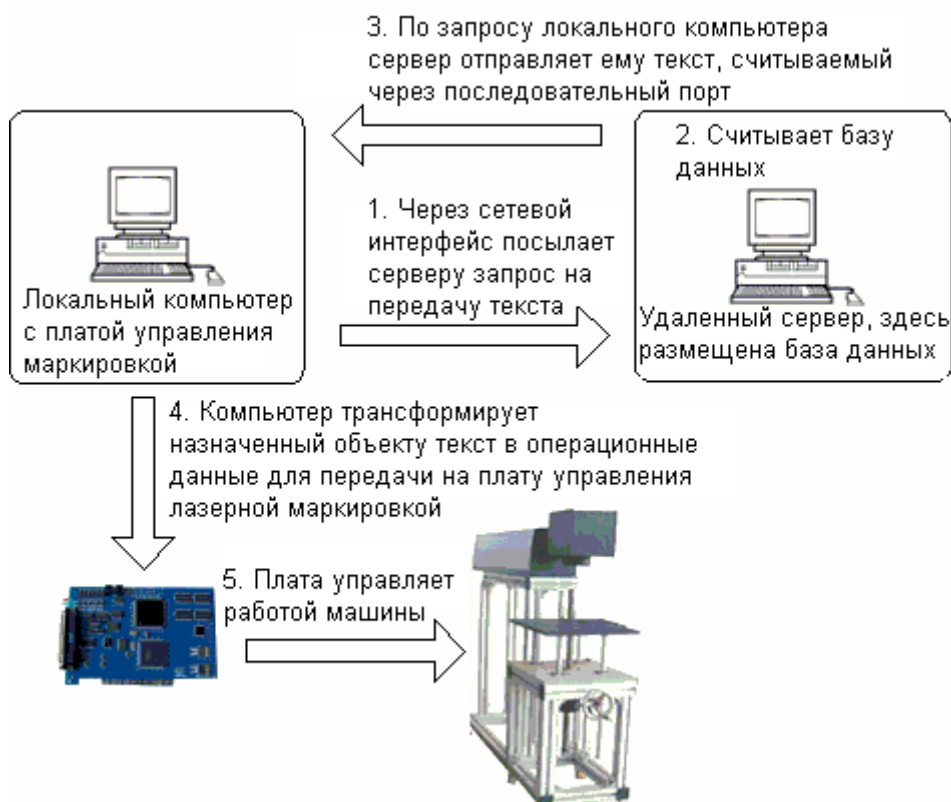 3. По запросу локального компьютера
сервер отправляет ему текст, считываемый
через последовательный порт
2. Считывает базу
данных
1. Через сетевой
интерфейс посылает
серверу запрос на
передачу текста
Локальный компьютер
с платой управления
маркировкой
Удаленный сервер, здесь
размещена база данных
4. Компьютер трансформирует
назначенный объекту текст в операционные
данные для передачи на плату управления
лазерной маркировкой
5. Плата управляет
работой машины